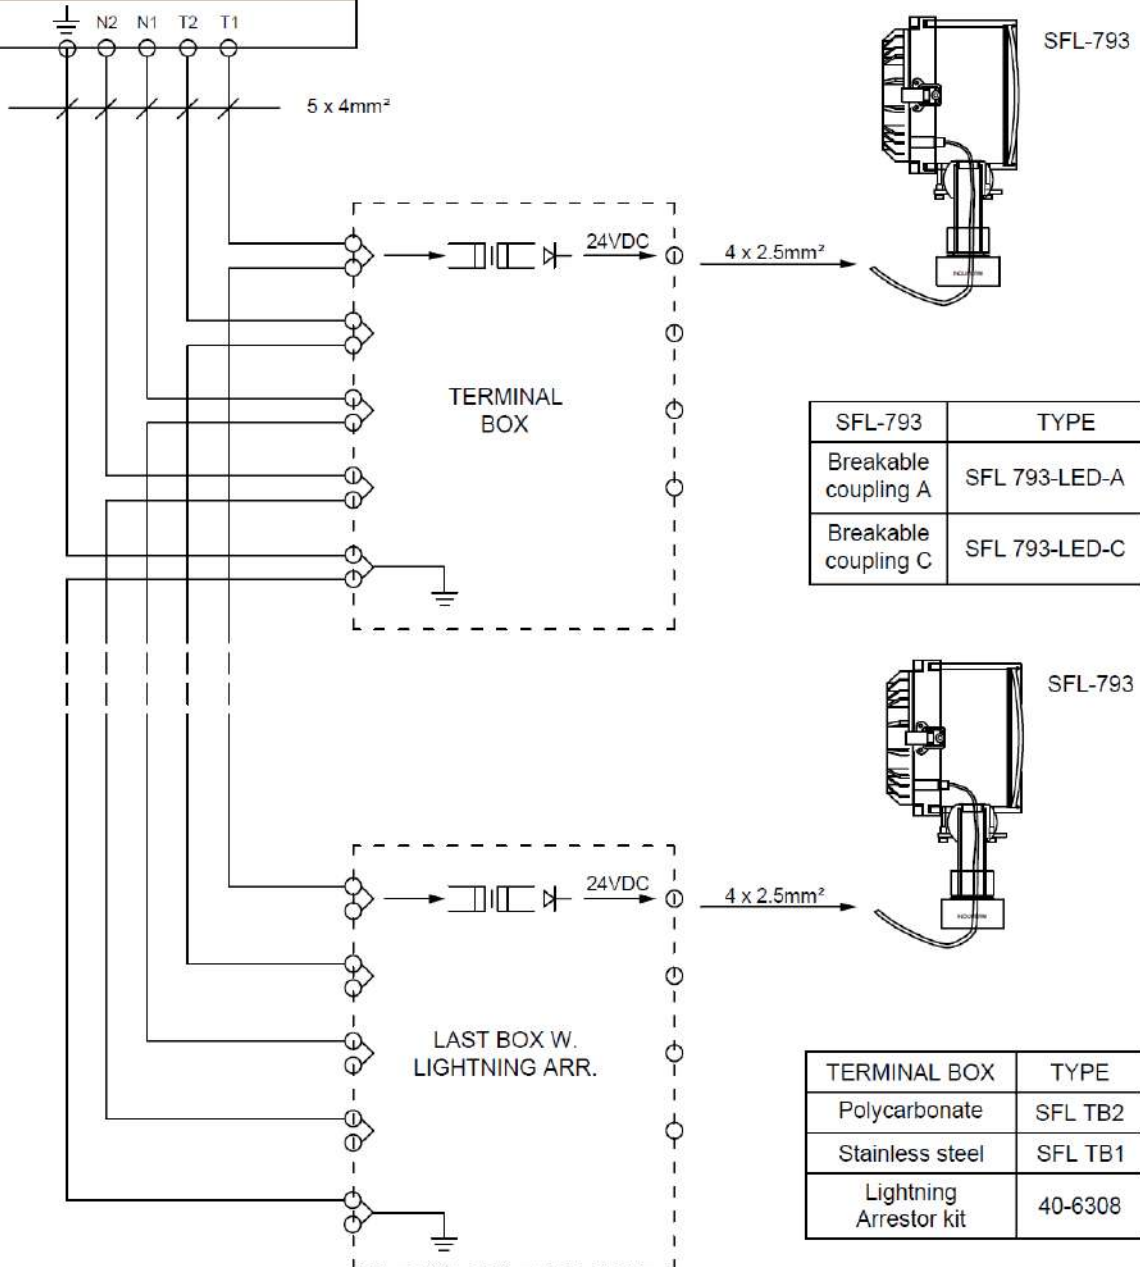 N2 N1 T2 T1
5 x 4mm²
SFL-793
24VDC
4 x 2.5mm²
TERMINAL
BOX
SFL-793 TYPE
Breakable
coupling A
SFL 793-LED-A
Breakable
coupling C
SFL 793-LED-C
SFL-793
24VDC
4 x 2.5mm²
LAST BOX W.
LIGHTNING ARR.
TERMINAL BOX TYPE
Polycarbonate SFL TB2
Stainless steel SFL TB1
Lightning
Arrestor kit
40-6308